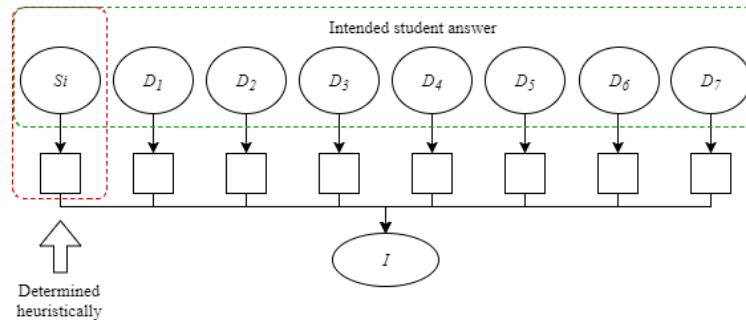 Intended student answer
Si D1 D2 D3 D4 D5 D6 D7
I
Determined
heuristically